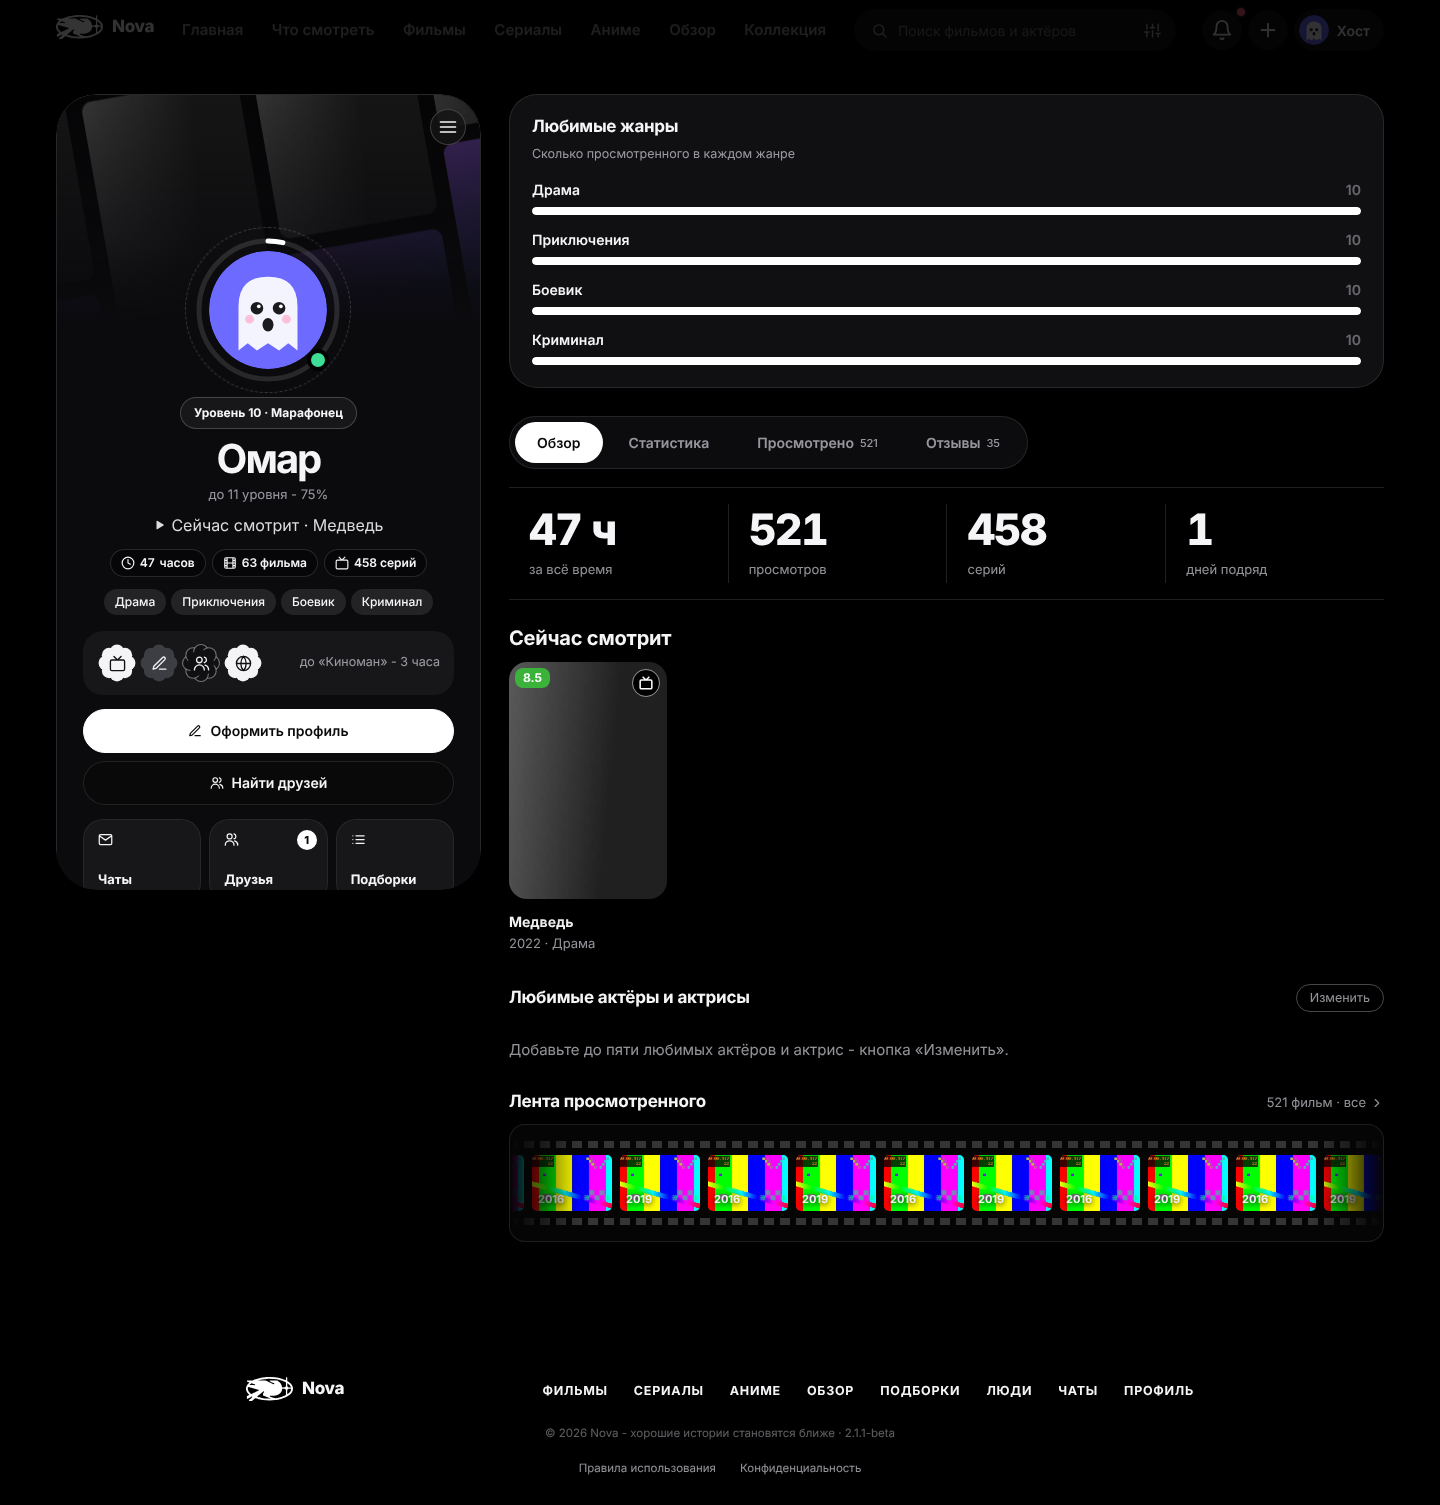 Nova Главная Что смотреть Фильмы Сериалы Аниме Обзор Коллекция Поиск фильмов и актёров Хост
Уровень 10 · Марафонец
Омар
до 11 уровня - 75%
Сейчас смотрит · Медведь
47 часов 63 фильма 458 серий
Драма Приключения Боевик Криминал
до «Киноман» - 3 часа
Оформить профиль
Найти друзей
1
Чаты Друзья Подборки
Любимые жанры
Сколько просмотренного в каждом жанре
Драма 10
Приключения 10
Боевик 10
Криминал 10
Обзор Статистика Просмотрено 521 Отзывы 35
47 ч 521 458 1
за всё время просмотров серий дней подряд
Сейчас смотрит
8.5
Медведь
2022 · Драма
Любимые актёры и актрисы Изменить
Добавьте до пяти любимых актёров и актрис - кнопка «Изменить».
Лента просмотренного 521 фильм · все
2016 2019 2016 2019 2016 2019 2016 2019 2016 2019
Nova ФИЛЬМЫ СЕРИАЛЫ АНИМЕ ОБЗОР ПОДБОРКИ ЛЮДИ ЧАТЫ ПРОФИЛЬ
© 2026 Nova - хорошие истории становятся ближе · 2.1.1-beta
Правила использования Конфиденциальность